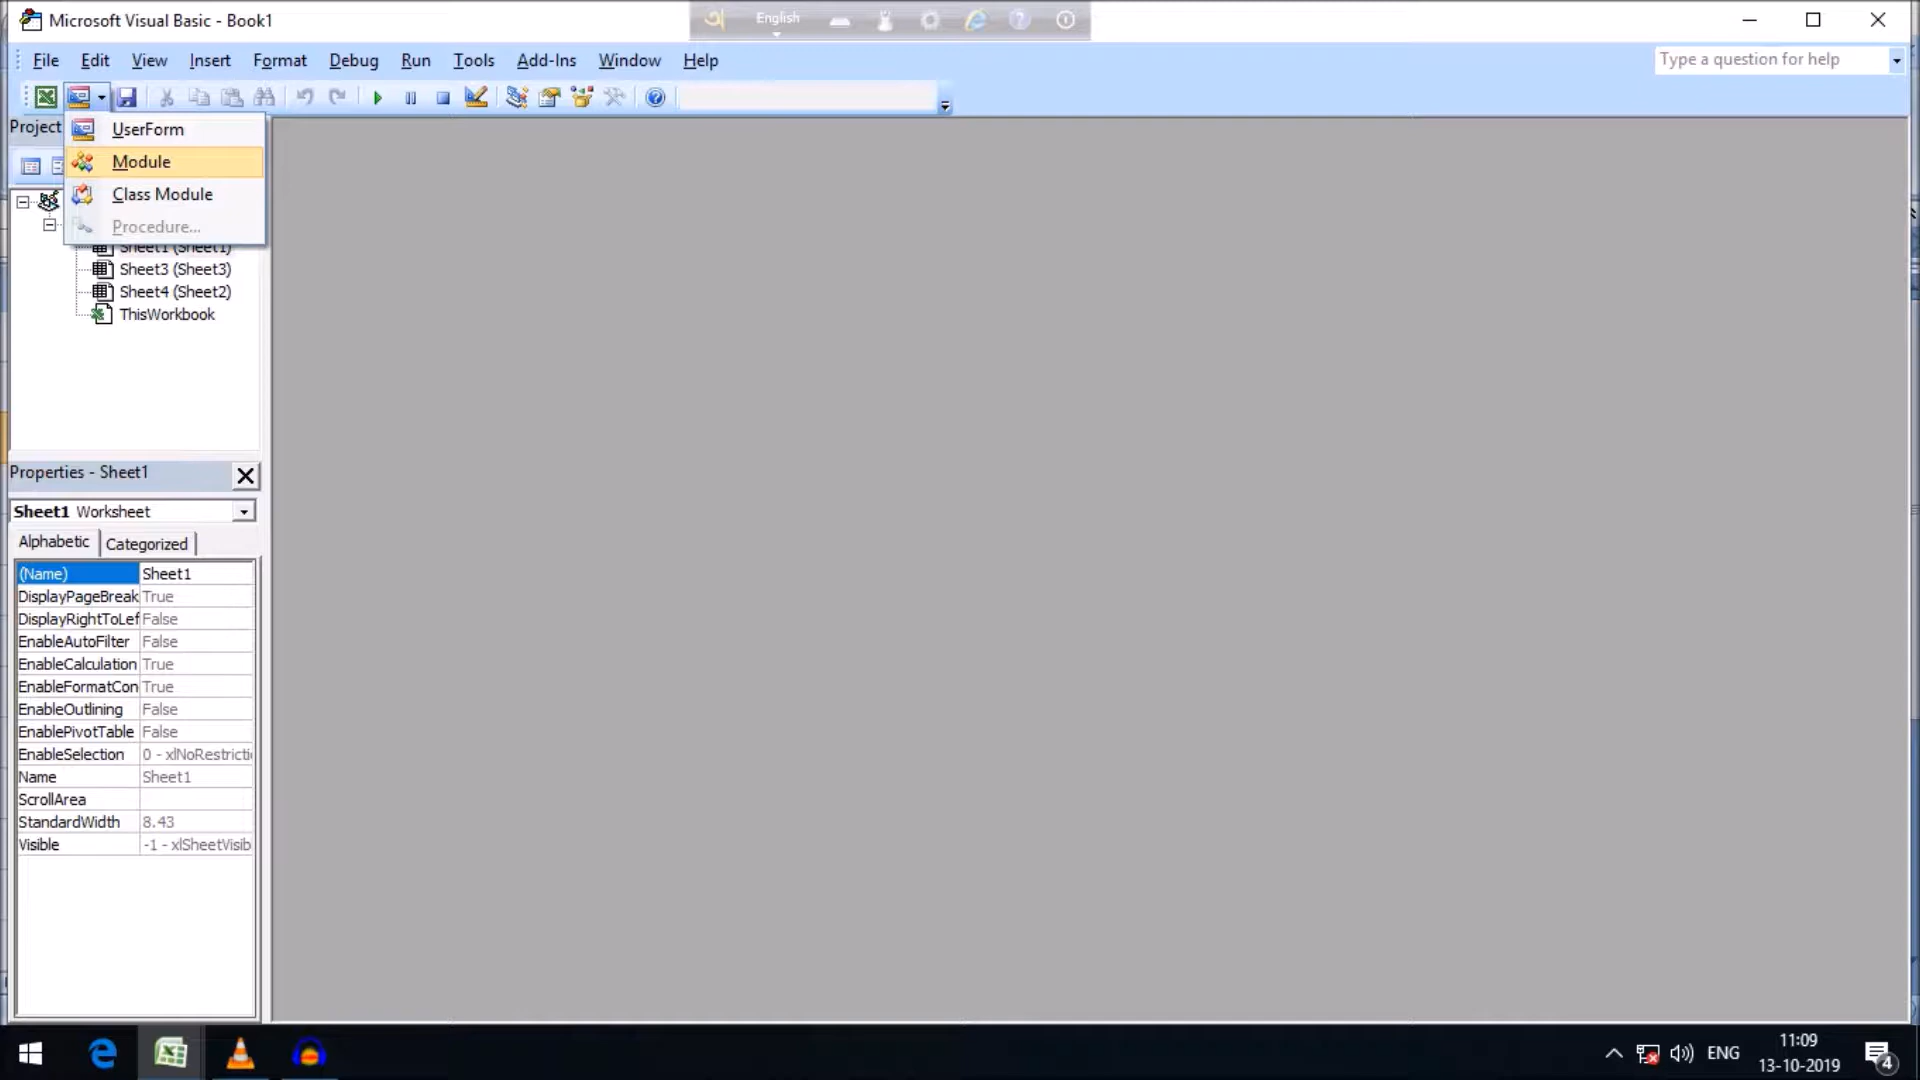 Microsoft Visual Basic - Book1
English
File Edit View Insert Format Debug Run Tools Add-Ins Window Help
Type a question for help
Project
UserForm
Module
Class Module
Procedure...
Sheet1 (Sheet1)
Sheet3 (Sheet3)
Sheet4 (Sheet2)
ThisWorkbook
Properties - Sheet1
Sheet1 Worksheet
Alphabetic Categorized
(Name) Sheet1
DisplayPageBreak True
DisplayRightToLef False
EnableAutoFilter False
EnableCalculation True
EnableFormatCon True
EnableOutlining False
EnablePivotTable False
EnableSelection 0 - xlNoRestricti
Name Sheet1
ScrollArea
StandardWidth 8.43
Visible -1 - xlSheetVisib
ENG
11:09
13-10-2019
4